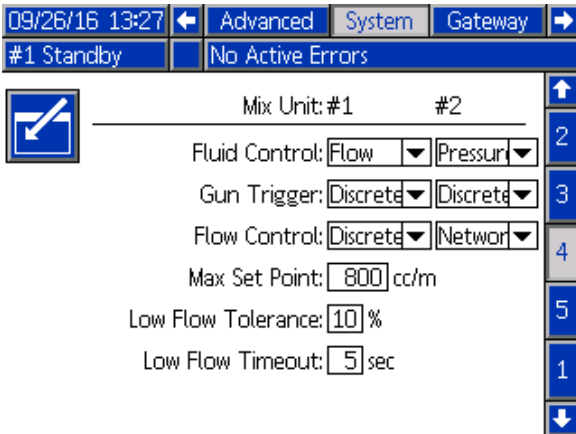 09/26/16 13:27 Advanced System Gateway
#1 Standby No Active Errors
Mix Unit: #1 #2
2
Fluid Control: Flow Pressur
Gun Trigger: Discrete Discrete
3
Flow Control: Discrete Networ
4
Max Set Point: 800 cc/m
Low Flow Tolerance: 10 %
5
Low Flow Timeout: 5 sec
1